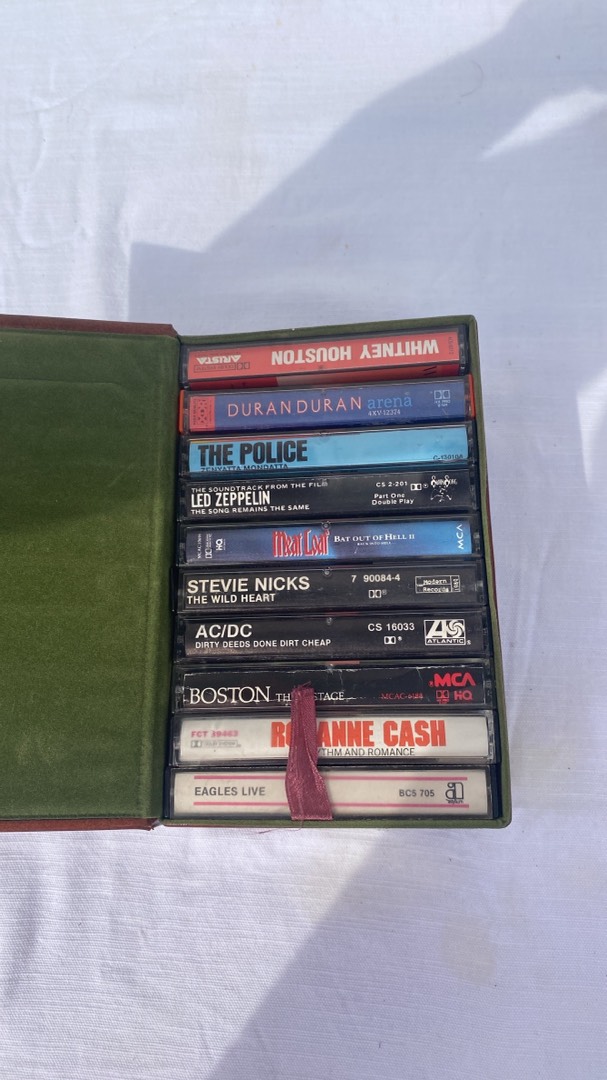 WHITNEY HOUSTON
ARISTA
DURAN DURAN arena
4XV 12374
THE POLICE
ZENYATTA MONDATTA
THE SOUNDTRACK FROM THE FILM
LED ZEPPELIN
THE SONG REMAINS THE SAME
CS 2-201
Part One
Double Play
HQ
Meat Loaf
BAT OUT OF HELL II
MCA
STEVIE NICKS
THE WILD HEART
7 90084-4
Modern
Records
AC/DC
DIRTY DEEDS DONE DIRT CHEAP
CS 16033
ATLANTIC
BOSTON
STAGE
MCA
HQ
FCT 39463
CASH
AND ROMANCE
EAGLES LIVE
BC5 705